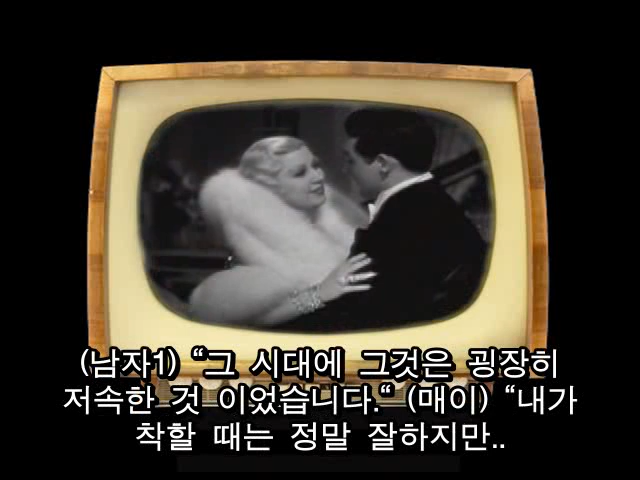 (남자1) “그 시대에 그것은 굉장히
저속한 것 이었습니다.“ (매이) “내가
착할 때는 정말 잘하지만..